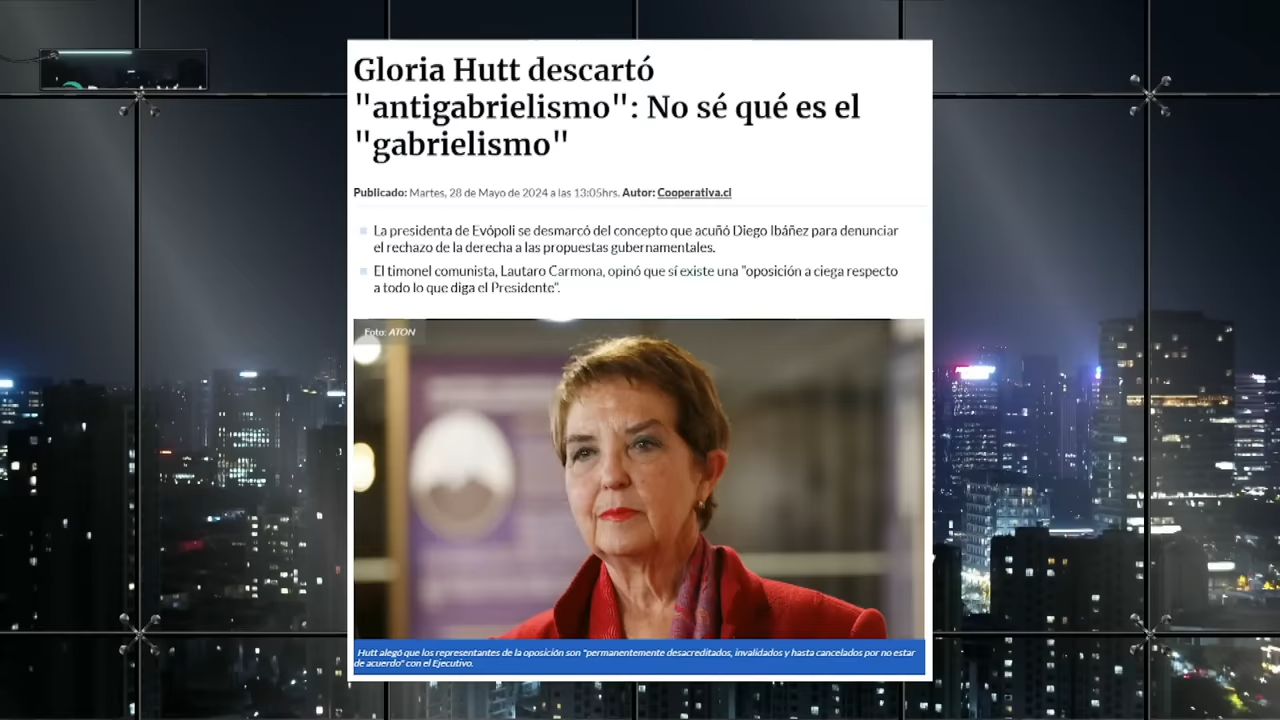 Gloria Hutt descartó
"antigabrielismo": No sé qué es el
"gabrielismo"
Publicado: Martes, 28 de Mayo de 2024 a las 13:05hrs. Autor: Cooperativa.cl
La presidenta de Evópoli se desmarcó del concepto que acuñó Diego Ibáñez para denunciar
el rechazo de la derecha a las propuestas gubernamentales.
El timonel comunista, Lautaro Carmona, opinó que sí existe una "oposición a ciega respecto
a todo lo que diga el Presidente".
Foto: ATON
Hutt alegó que los representantes de la oposición son "permanentemente desacreditados, invalidados y hasta cancelados por no estar
de acuerdo" con el Ejecutivo.